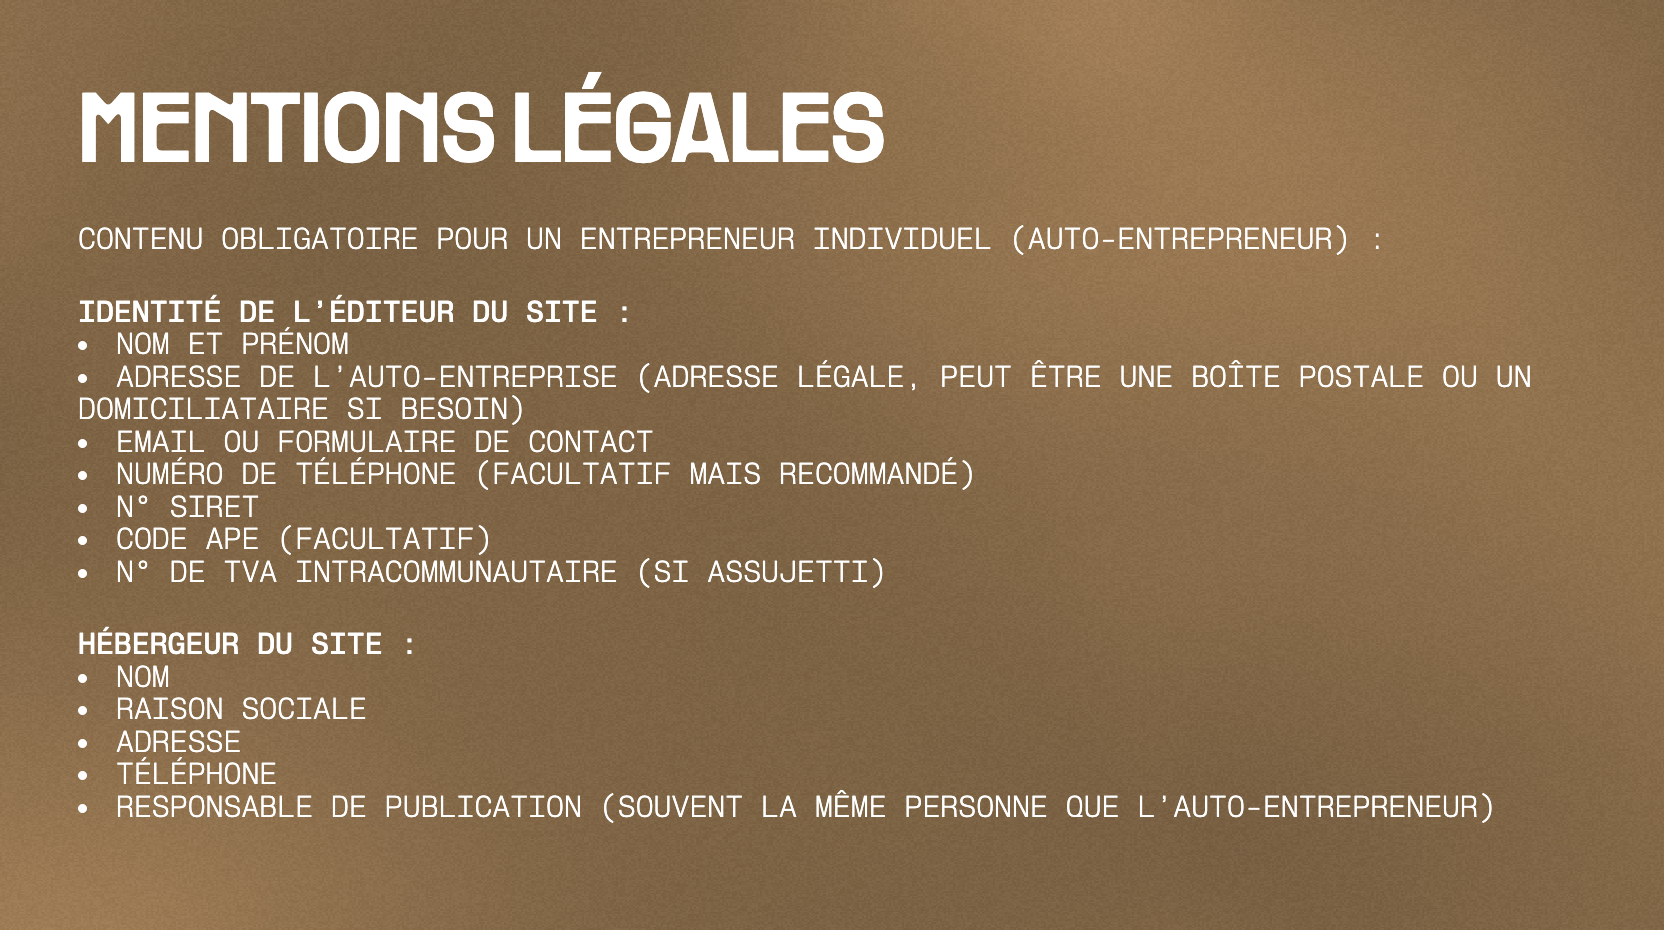 MENTIONS LÉGALES
CONTENU OBLIGATOIRE POUR UN ENTREPRENEUR INDIVIDUEL (AUTO-ENTREPRENEUR) :
IDENTITÉ DE L'ÉDITEUR DU SITE :
• NOM ET PRÉNOM
• ADRESSE DE L'AUTO-ENTREPRISE (ADRESSE LÉGALE, PEUT ÊTRE UNE BOÎTE POSTALE OU UN
DOMICILIATAIRE SI BESOIN)
• EMAIL OU FORMULAIRE DE CONTACT
• NUMÉRO DE TÉLÉPHONE (FACULTATIF MAIS RECOMMANDÉ)
• N° SIRET
• CODE APE (FACULTATIF)
• N° DE TVA INTRACOMMUNAUTAIRE (SI ASSUJETTI)
HÉBERGEUR DU SITE :
• NOM
• RAISON SOCIALE
• ADRESSE
• TÉLÉPHONE
• RESPONSABLE DE PUBLICATION (SOUVENT LA MÊME PERSONNE QUE L'AUTO-ENTREPRENEUR)